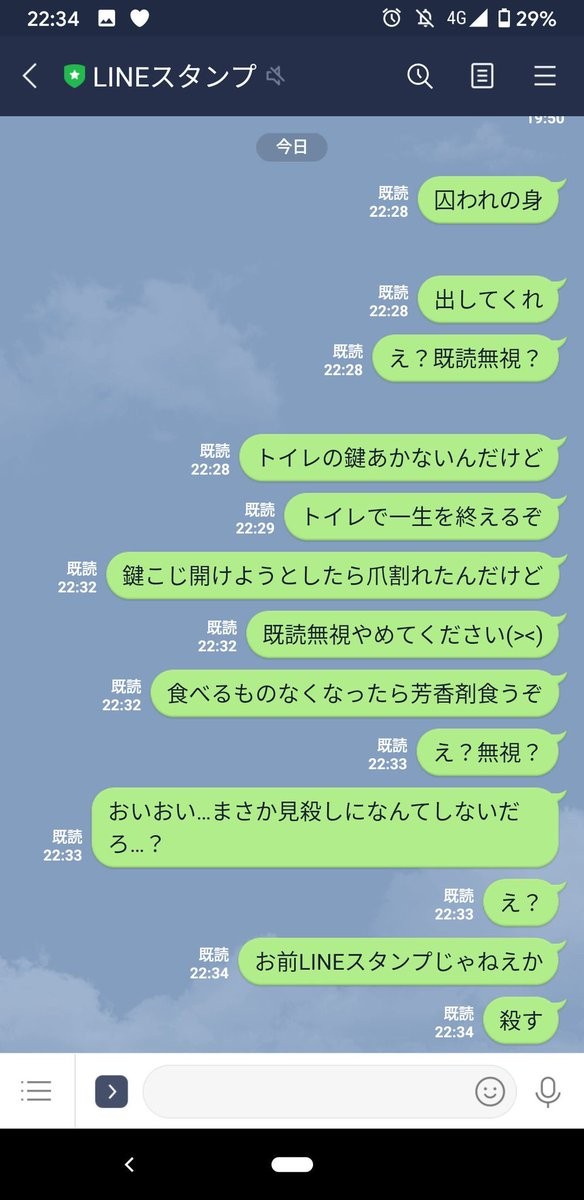 22:34
4G
29%
LINEスタンプ
19:50
今日
囚われの身
既読
22:28
出してくれ
既読
22:28
え？既読無視？
既読
22:28
トイレの鍵あかないんだけど
既読
22:28
トイレで一生を終えるぞ
既読
22:29
鍵こじ開けようとしたら爪割れたんだけど
既読
22:32
既読無視やめてください(><)
既読
22:32
食べるものなくなったら芳香剤食うぞ
既読
22:32
え？無視？
既読
22:33
おいおい…まさか見殺しになんてしないだ
ろ…？
既読
22:33
え？
既読
22:33
お前LINEスタンプじゃねえか
既読
22:34
殺す
既読
22:34